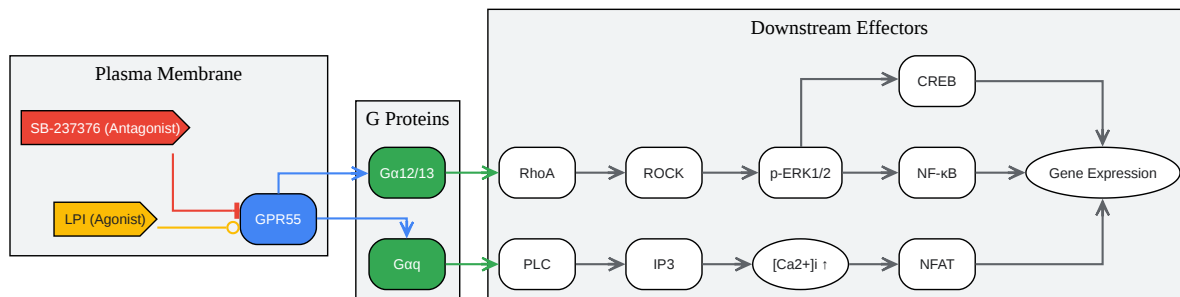 Downstream Effectors
Plasma Membrane
CREB
SB-237376 (Antagonist)
G Proteins
Gα12/13
RhoA
ROCK
p-ERK1/2
NF-κB
Gene Expression
LPI (Agonist)
GPR55
Gαq
PLC
IP3
[Ca2+]i ↑
NFAT